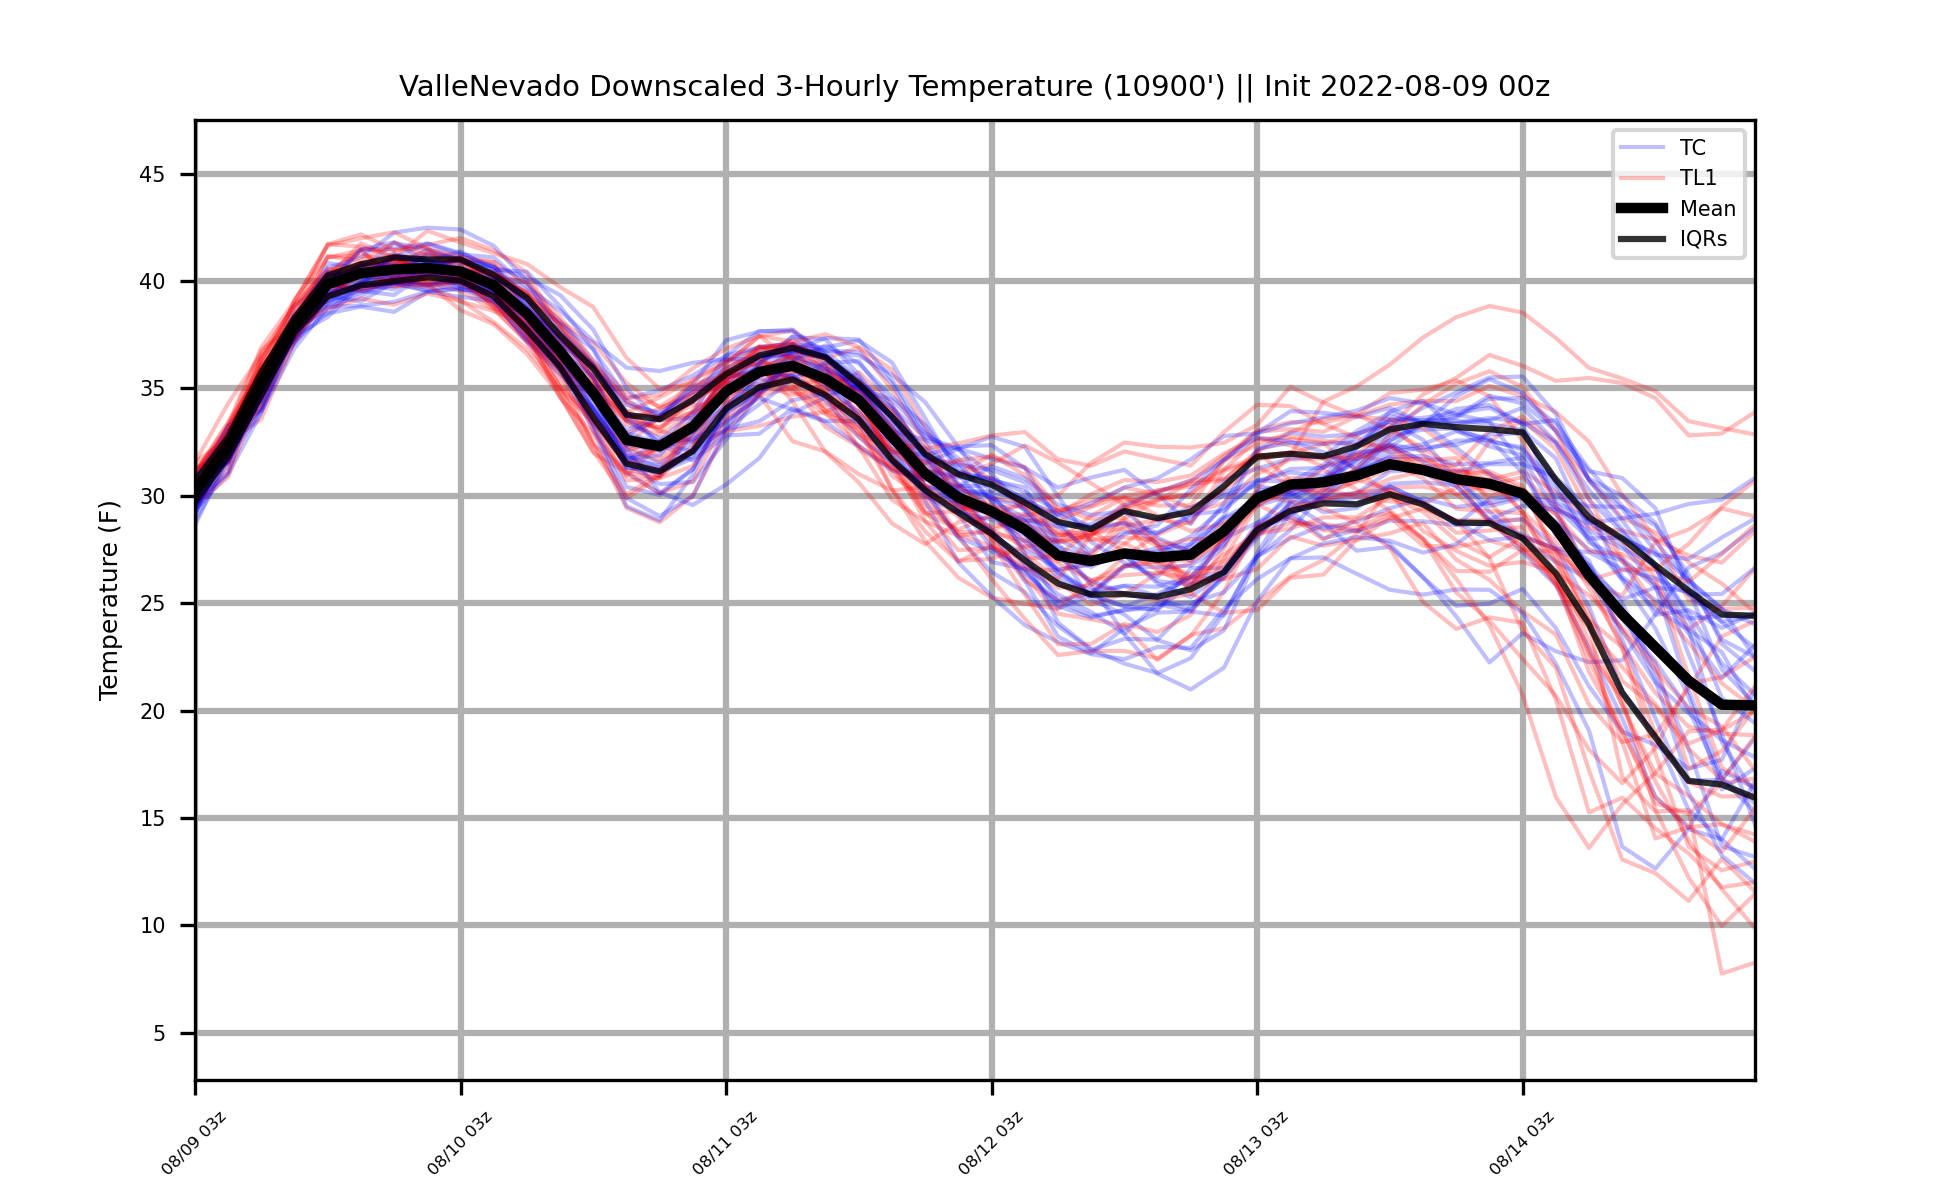 ValleNevado Downscaled 3-Hourly Temperature (10900') || Init 2022-08-09 00z
TC
TL1
Mean
IQRs
Temperature (F)
45
40
35
30
25
20
15
10
5
08/09 03z
08/10 03z
08/11 03z
08/12 03z
08/13 03z
08/14 03z